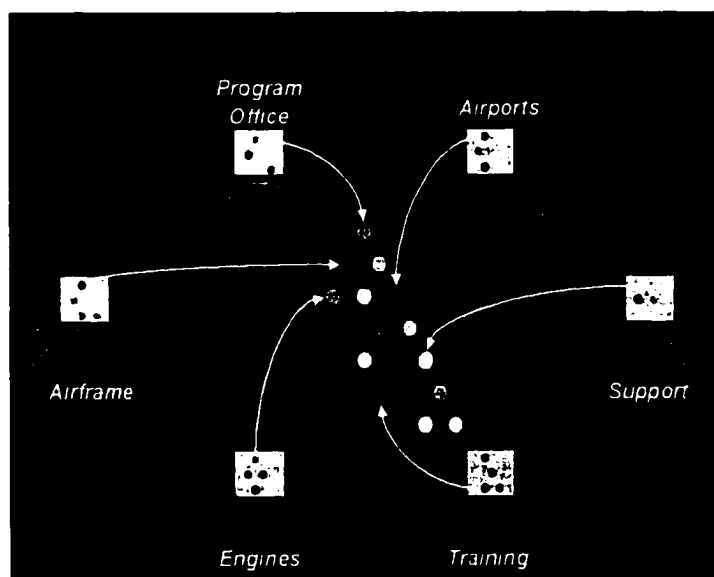 Program
Office
Airports
Airframe
Support
Engines
Training